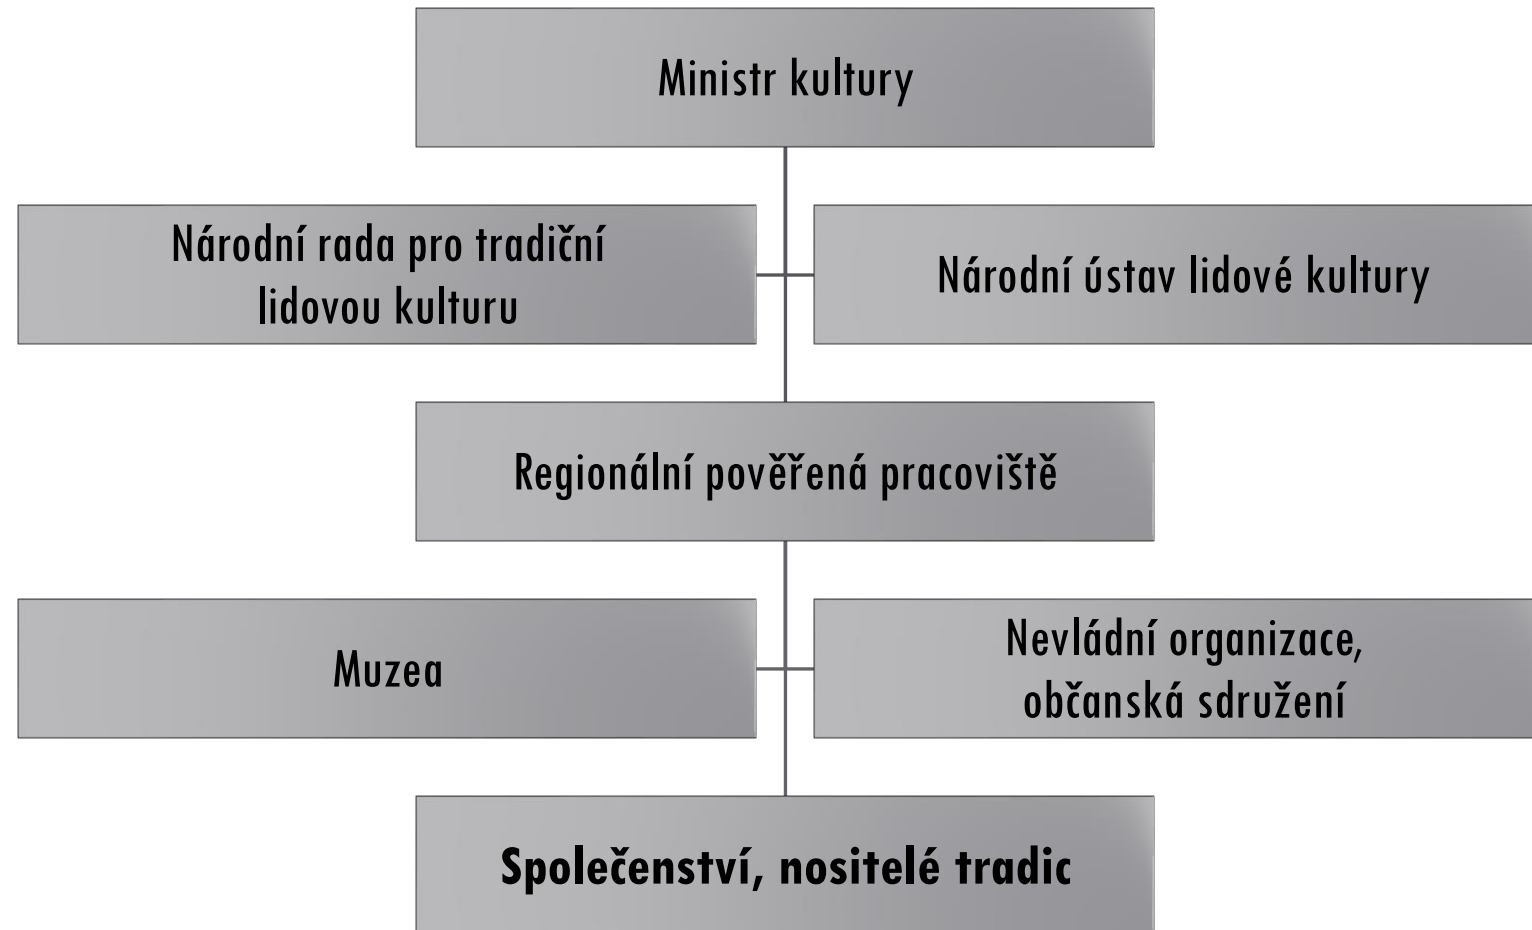 Ministr kultury
Národní rada pro tradiční
lidovou kulturu
Národní ústav lidové kultury
Regionální pověřená pracoviště
Muzea
Nevládní organizace,
občanská sdružení
Společenství, nositelé tradic